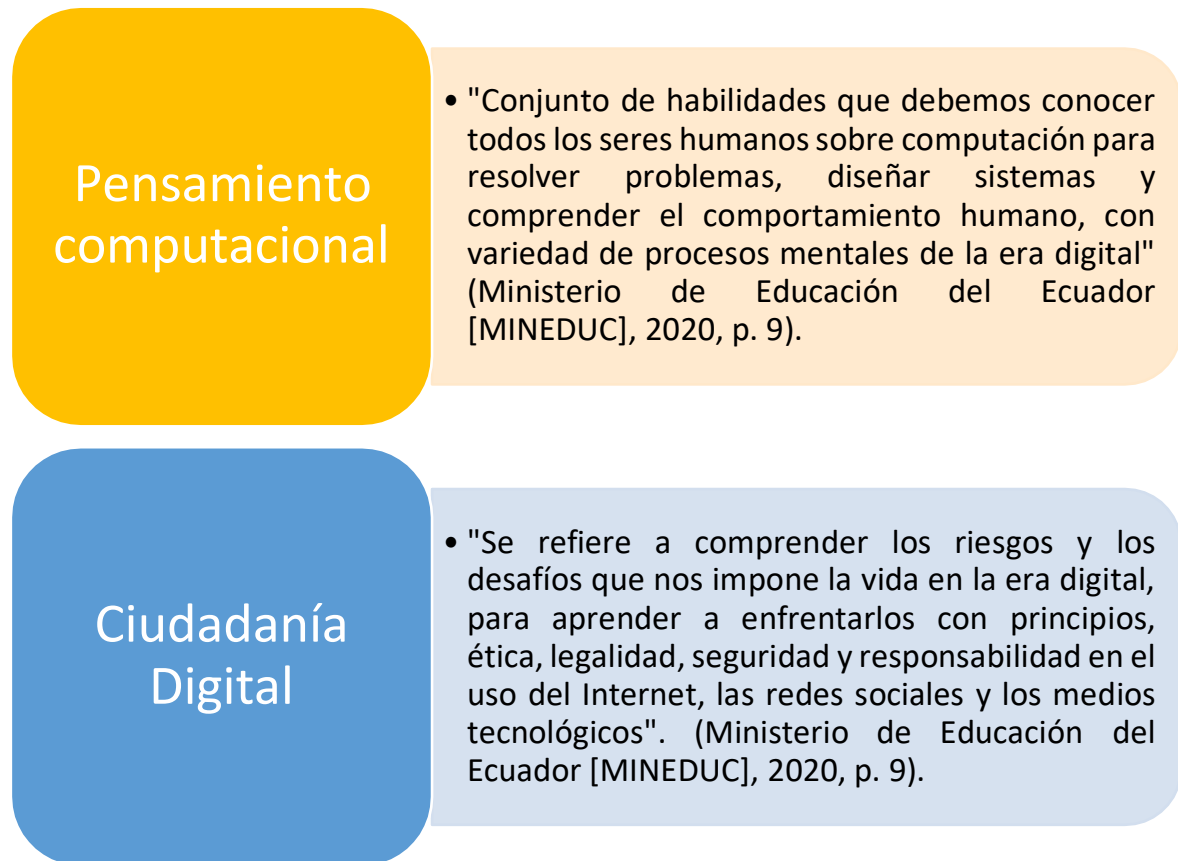 Pensamiento
computacional
• "Conjunto de habilidades que debemos conocer
todos los seres humanos sobre computación para
resolver problemas, diseñar sistemas y
comprender el comportamiento humano, con
variedad de procesos mentales de la era digital"
(Ministerio de Educación del Ecuador
[MINEDUC], 2020, p. 9).
Ciudadanía
Digital
• "Se refiere a comprender los riesgos y los
desafíos que nos impone la vida en la era digital,
para aprender a enfrentarlos con principios,
ética, legalidad, seguridad y responsabilidad en el
uso del Internet, las redes sociales y los medios
tecnológicos". (Ministerio de Educación del
Ecuador [MINEDUC], 2020, p. 9).